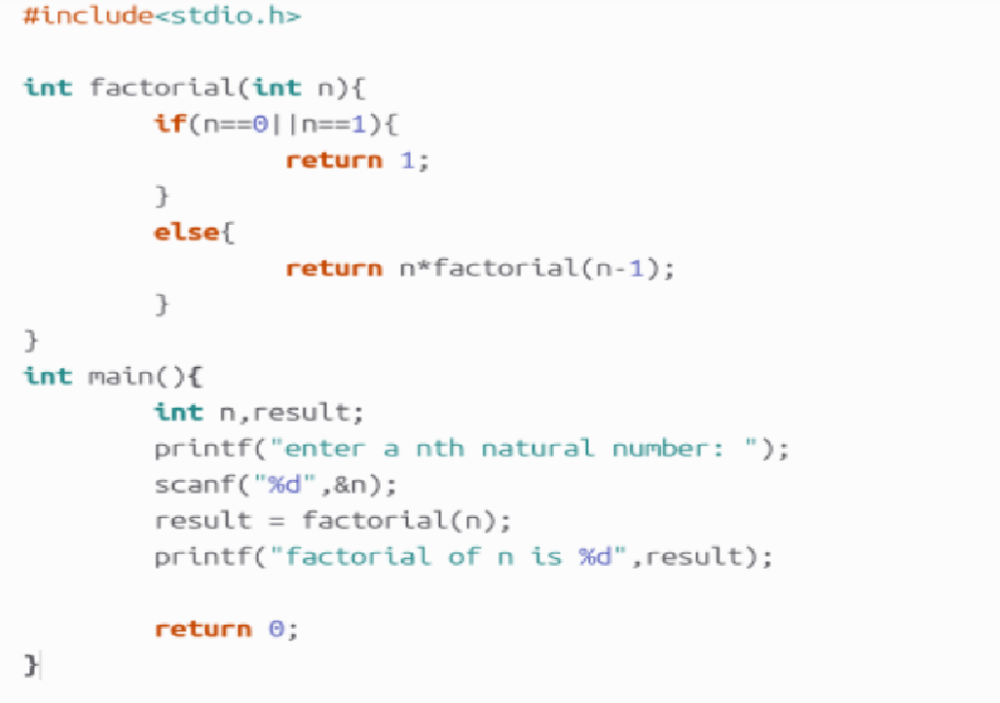 #include<stdio.h>
int factorial(int n){
if(n==0||n==1){
return 1;
}
else{
return n*factorial(n-1);
}
}
int main(){
int n,result;
printf("enter a nth natural number: ");
scanf("%d",&n);
result = factorial(n);
printf("factorial of n is %d",result);
return 0;
}